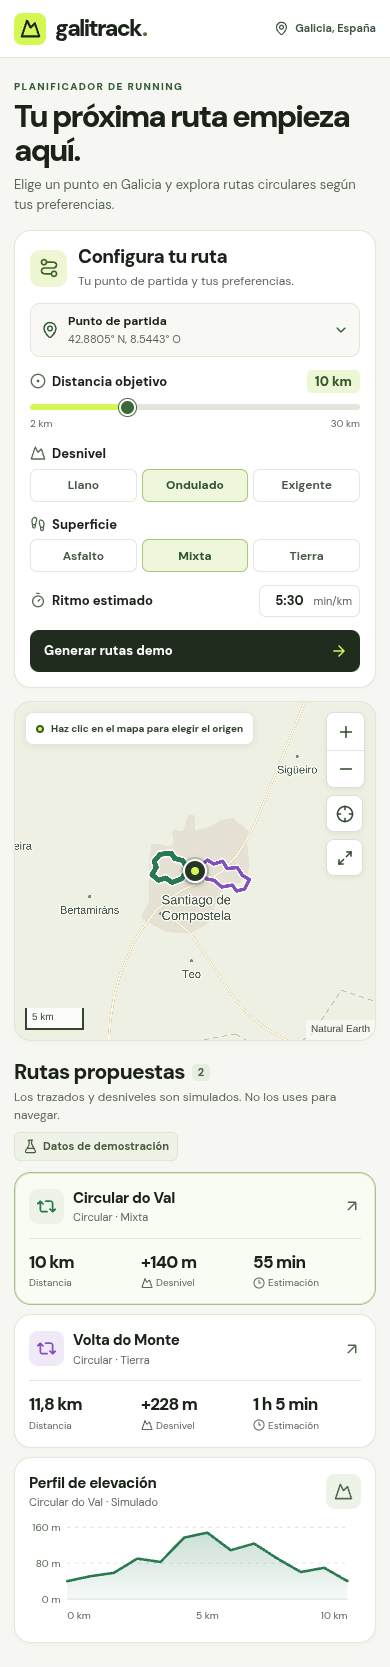 galitrack.
Galicia, España
PLANIFICADOR DE RUNNING
Tu próxima ruta empieza
aquí.
Elige un punto en Galicia y explora rutas circulares según
tus preferencias.
Configura tu ruta
Tu punto de partida y tus preferencias.
Punto de partida
42.8805° N, 8.5443° O
Distancia objetivo
10 km
2 km
30 km
Desnivel
Llano
Ondulado
Exigente
Superficie
Asfalto
Mixta
Tierra
Ritmo estimado
5:30 min/km
Generar rutas demo
Haz clic en el mapa para elegir el origen
Sigüeiro
eira
Bertamiráns
Santiago de
Compostela
Teo
5 km
Natural Earth
Rutas propuestas 2
Los trazados y desniveles son simulados. No los uses para
navegar.
Datos de demostración
Circular do Val
Circular · Mixta
10 km
+140 m
55 min
Distancia
Desnivel
Estimación
Volta do Monte
Circular · Tierra
11,8 km
+228 m
1 h 5 min
Distancia
Desnivel
Estimación
Perfil de elevación
Circular do Val · Simulado
160 m
80 m
0 m
0 km
5 km
10 km